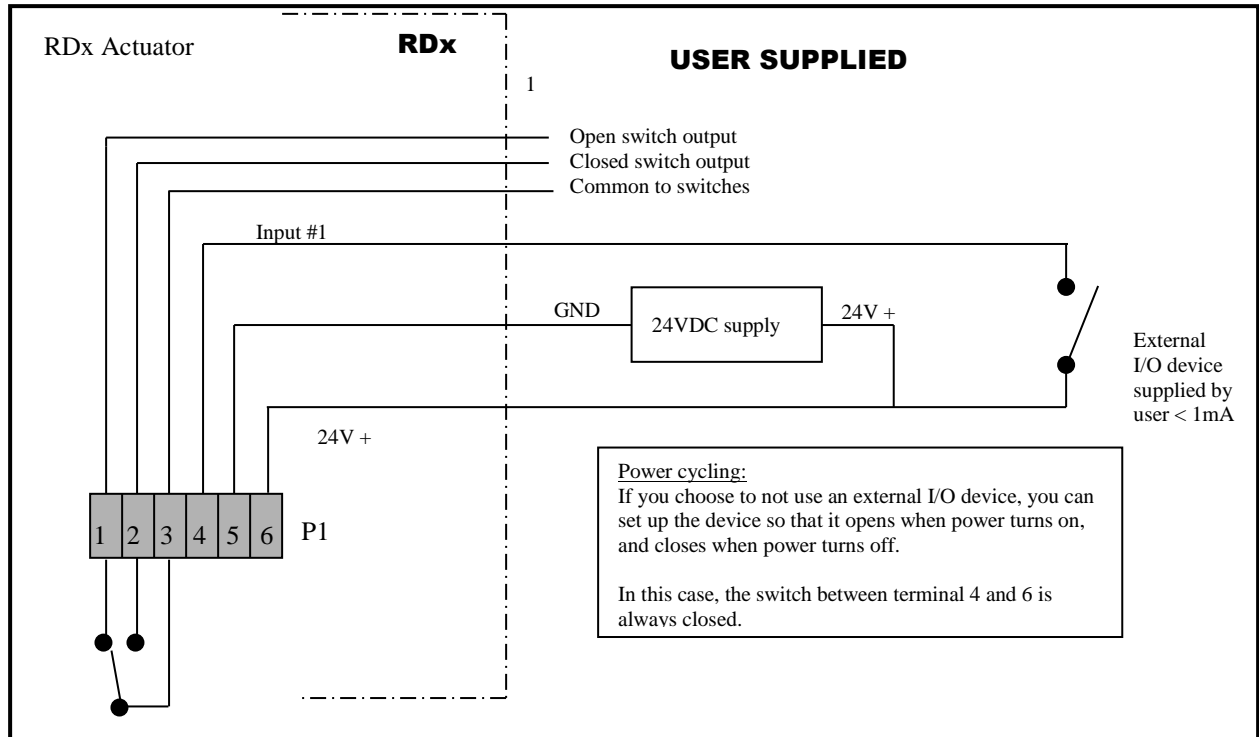 RDx Actuator
RDx
USER SUPPLIED
1
Open switch output
Closed switch output
Common to switches
Input #1
GND
24VDC supply
24V +
External
I/O device
supplied by
user < 1mA
24V +
Power cycling:
If you choose to not use an external I/O device, you can
set up the device so that it opens when power turns on,
and closes when power turns off.
In this case, the switch between terminal 4 and 6 is
always closed.
1 2 3 4 5 6 P1